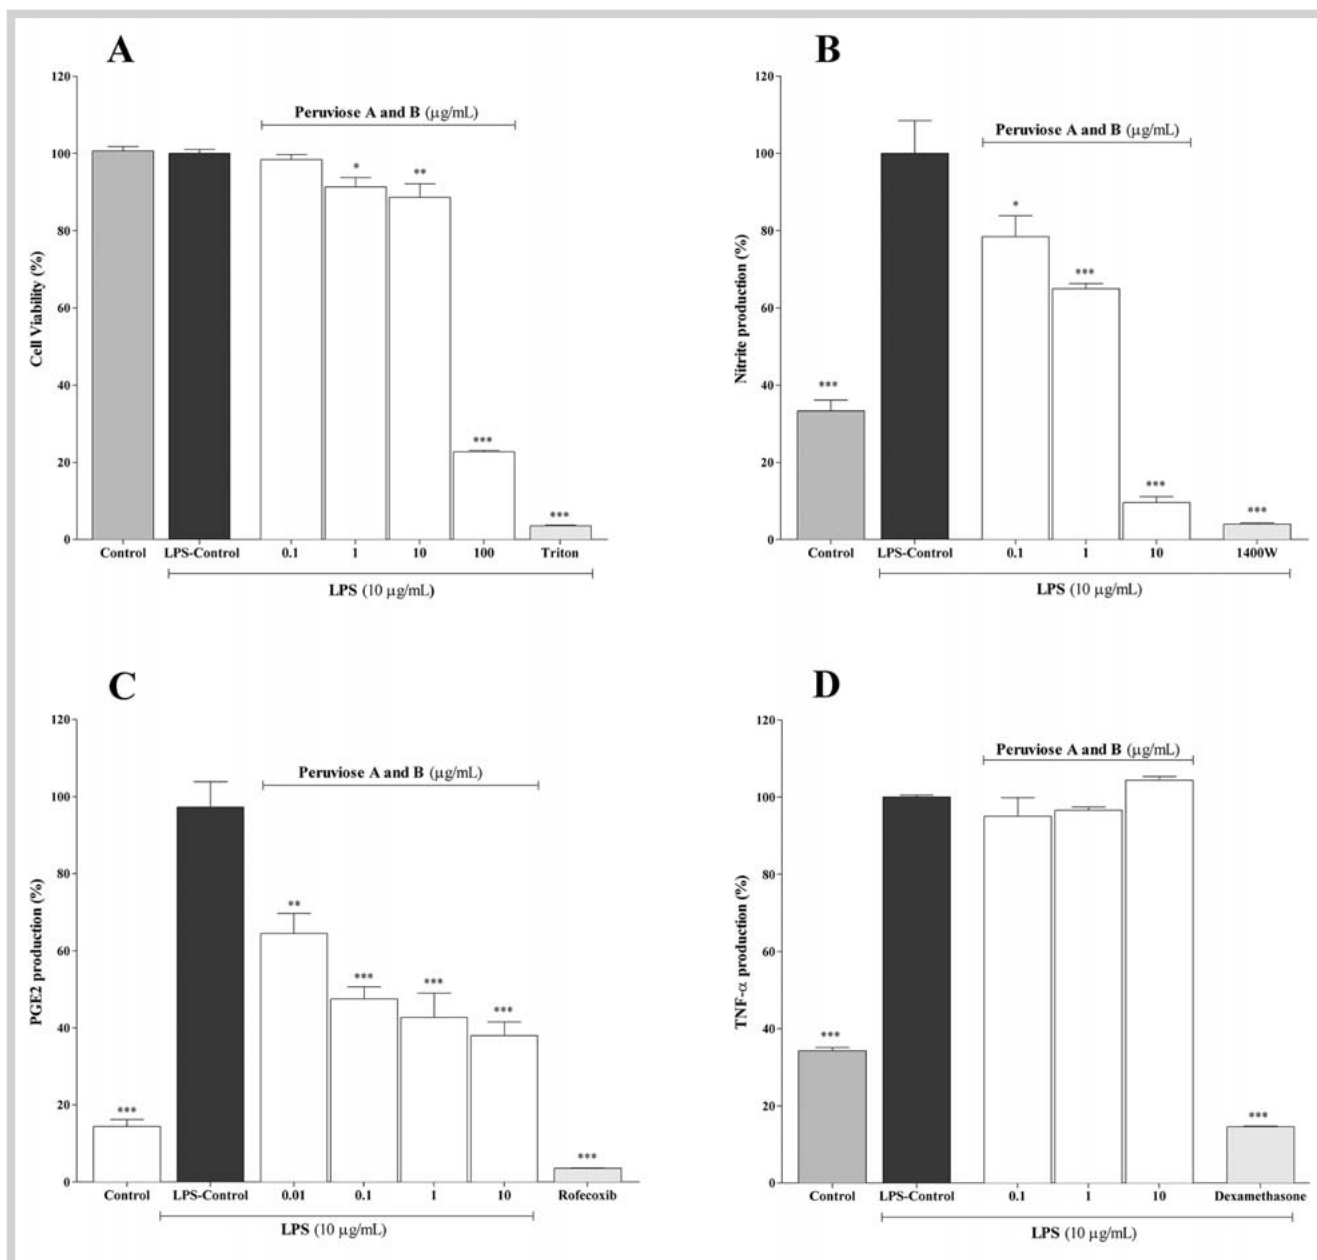 A
120
100
80
60
40
20
0
Cell Viability (%)
Peruviose A and B (µg/mL)
*
**
***
***
Control LPS-Control 0.1 1 10 100 Triton
LPS (10 µg/mL)
B
120
100
80
60
40
20
0
Nitrite production (%)
Peruviose A and B (µg/mL)
***
*
***
***
***
Control LPS-Control 0.1 1 10 1400W
LPS (10 µg/mL)
C
120
100
80
60
40
20
0
PGE2 production (%)
Peruviose A and B (µg/mL)
***
**
***
***
***
***
Control LPS-Control 0.01 0.1 1 10 Rofecoxib
LPS (10 µg/mL)
D
120
100
80
60
40
20
0
TNF-α production (%)
Peruviose A and B (µg/mL)
***
***
Control LPS-Control 0.1 1 10 Dexamethasone
LPS (10 µg/mL)